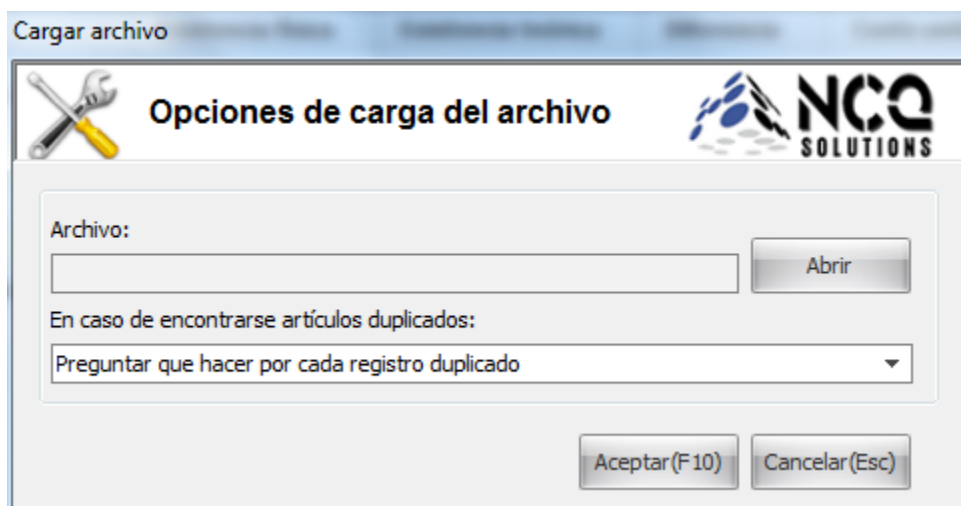 Cargar archivo
Opciones de carga del archivo
NCQ
SOLUTIONS
Archivo:
Abrir
En caso de encontrarse artículos duplicados:
Preguntar que hacer por cada registro duplicado
Aceptar(F10)
Cancelar(Esc)